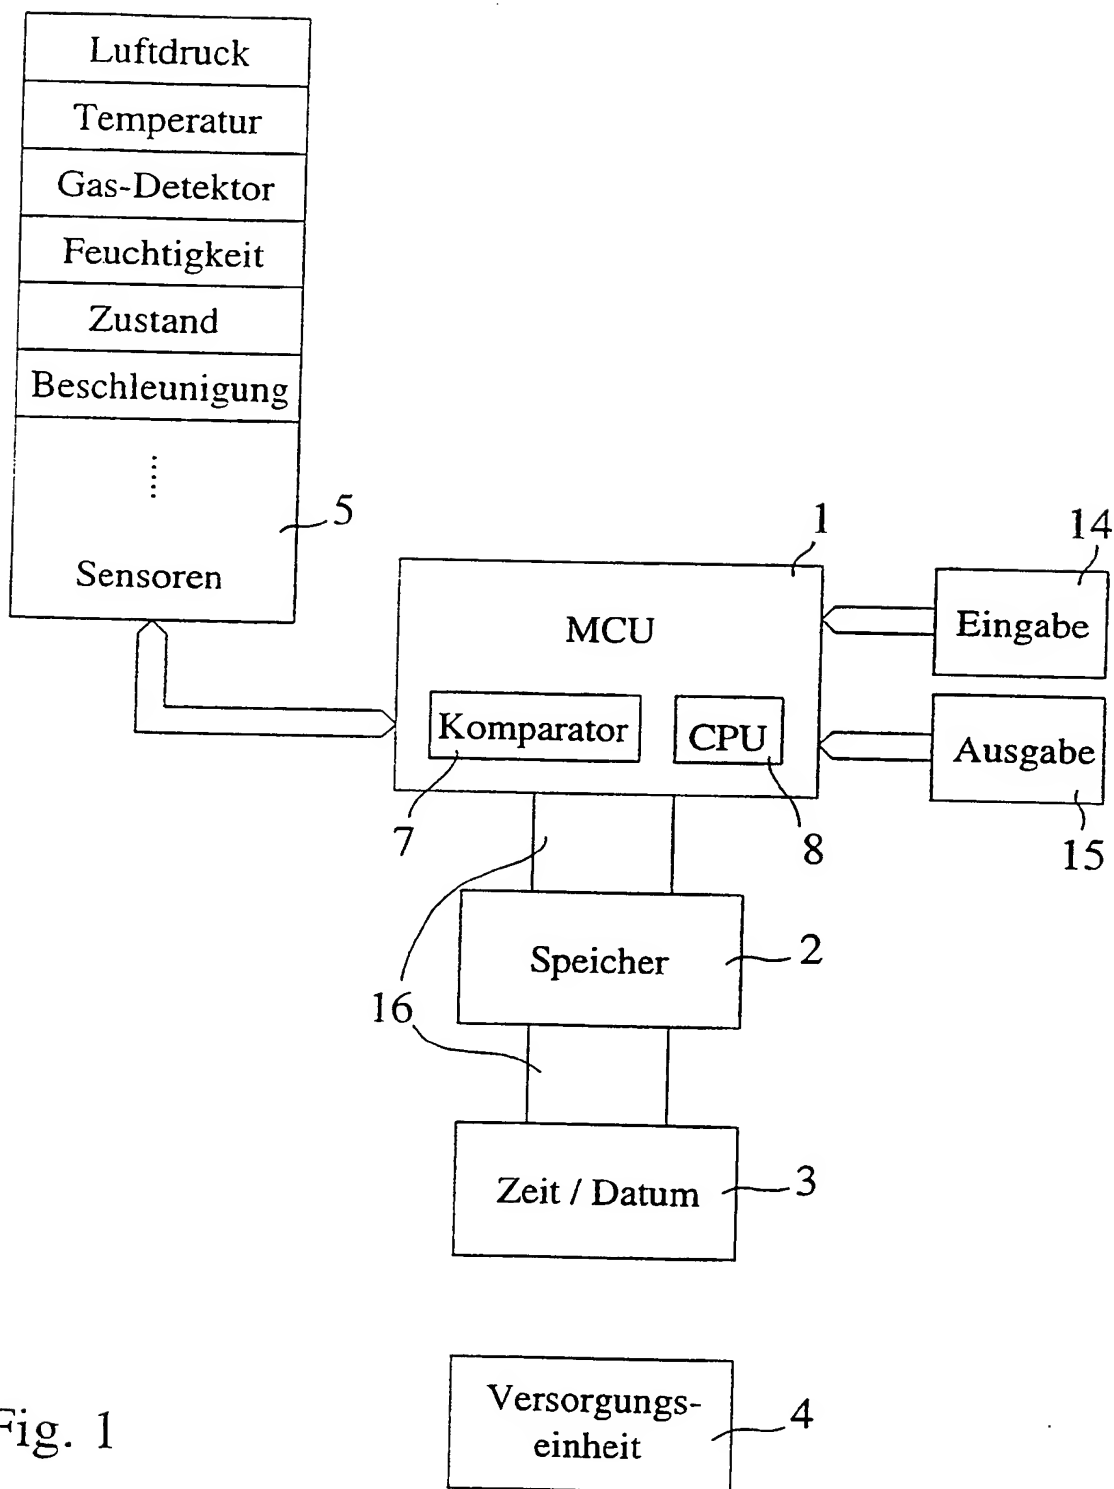 Luftdruck
Temperatur
Gas-Detektor
Feuchtigkeit
Zustand
Beschleunigung
Sensoren
5
1
14
MCU
Eingabe
Komparator
CPU
Ausgabe
7
8
15
Speicher
2
16
Zeit / Datum
3
Versorgungs-
einheit
4
Fig. 1